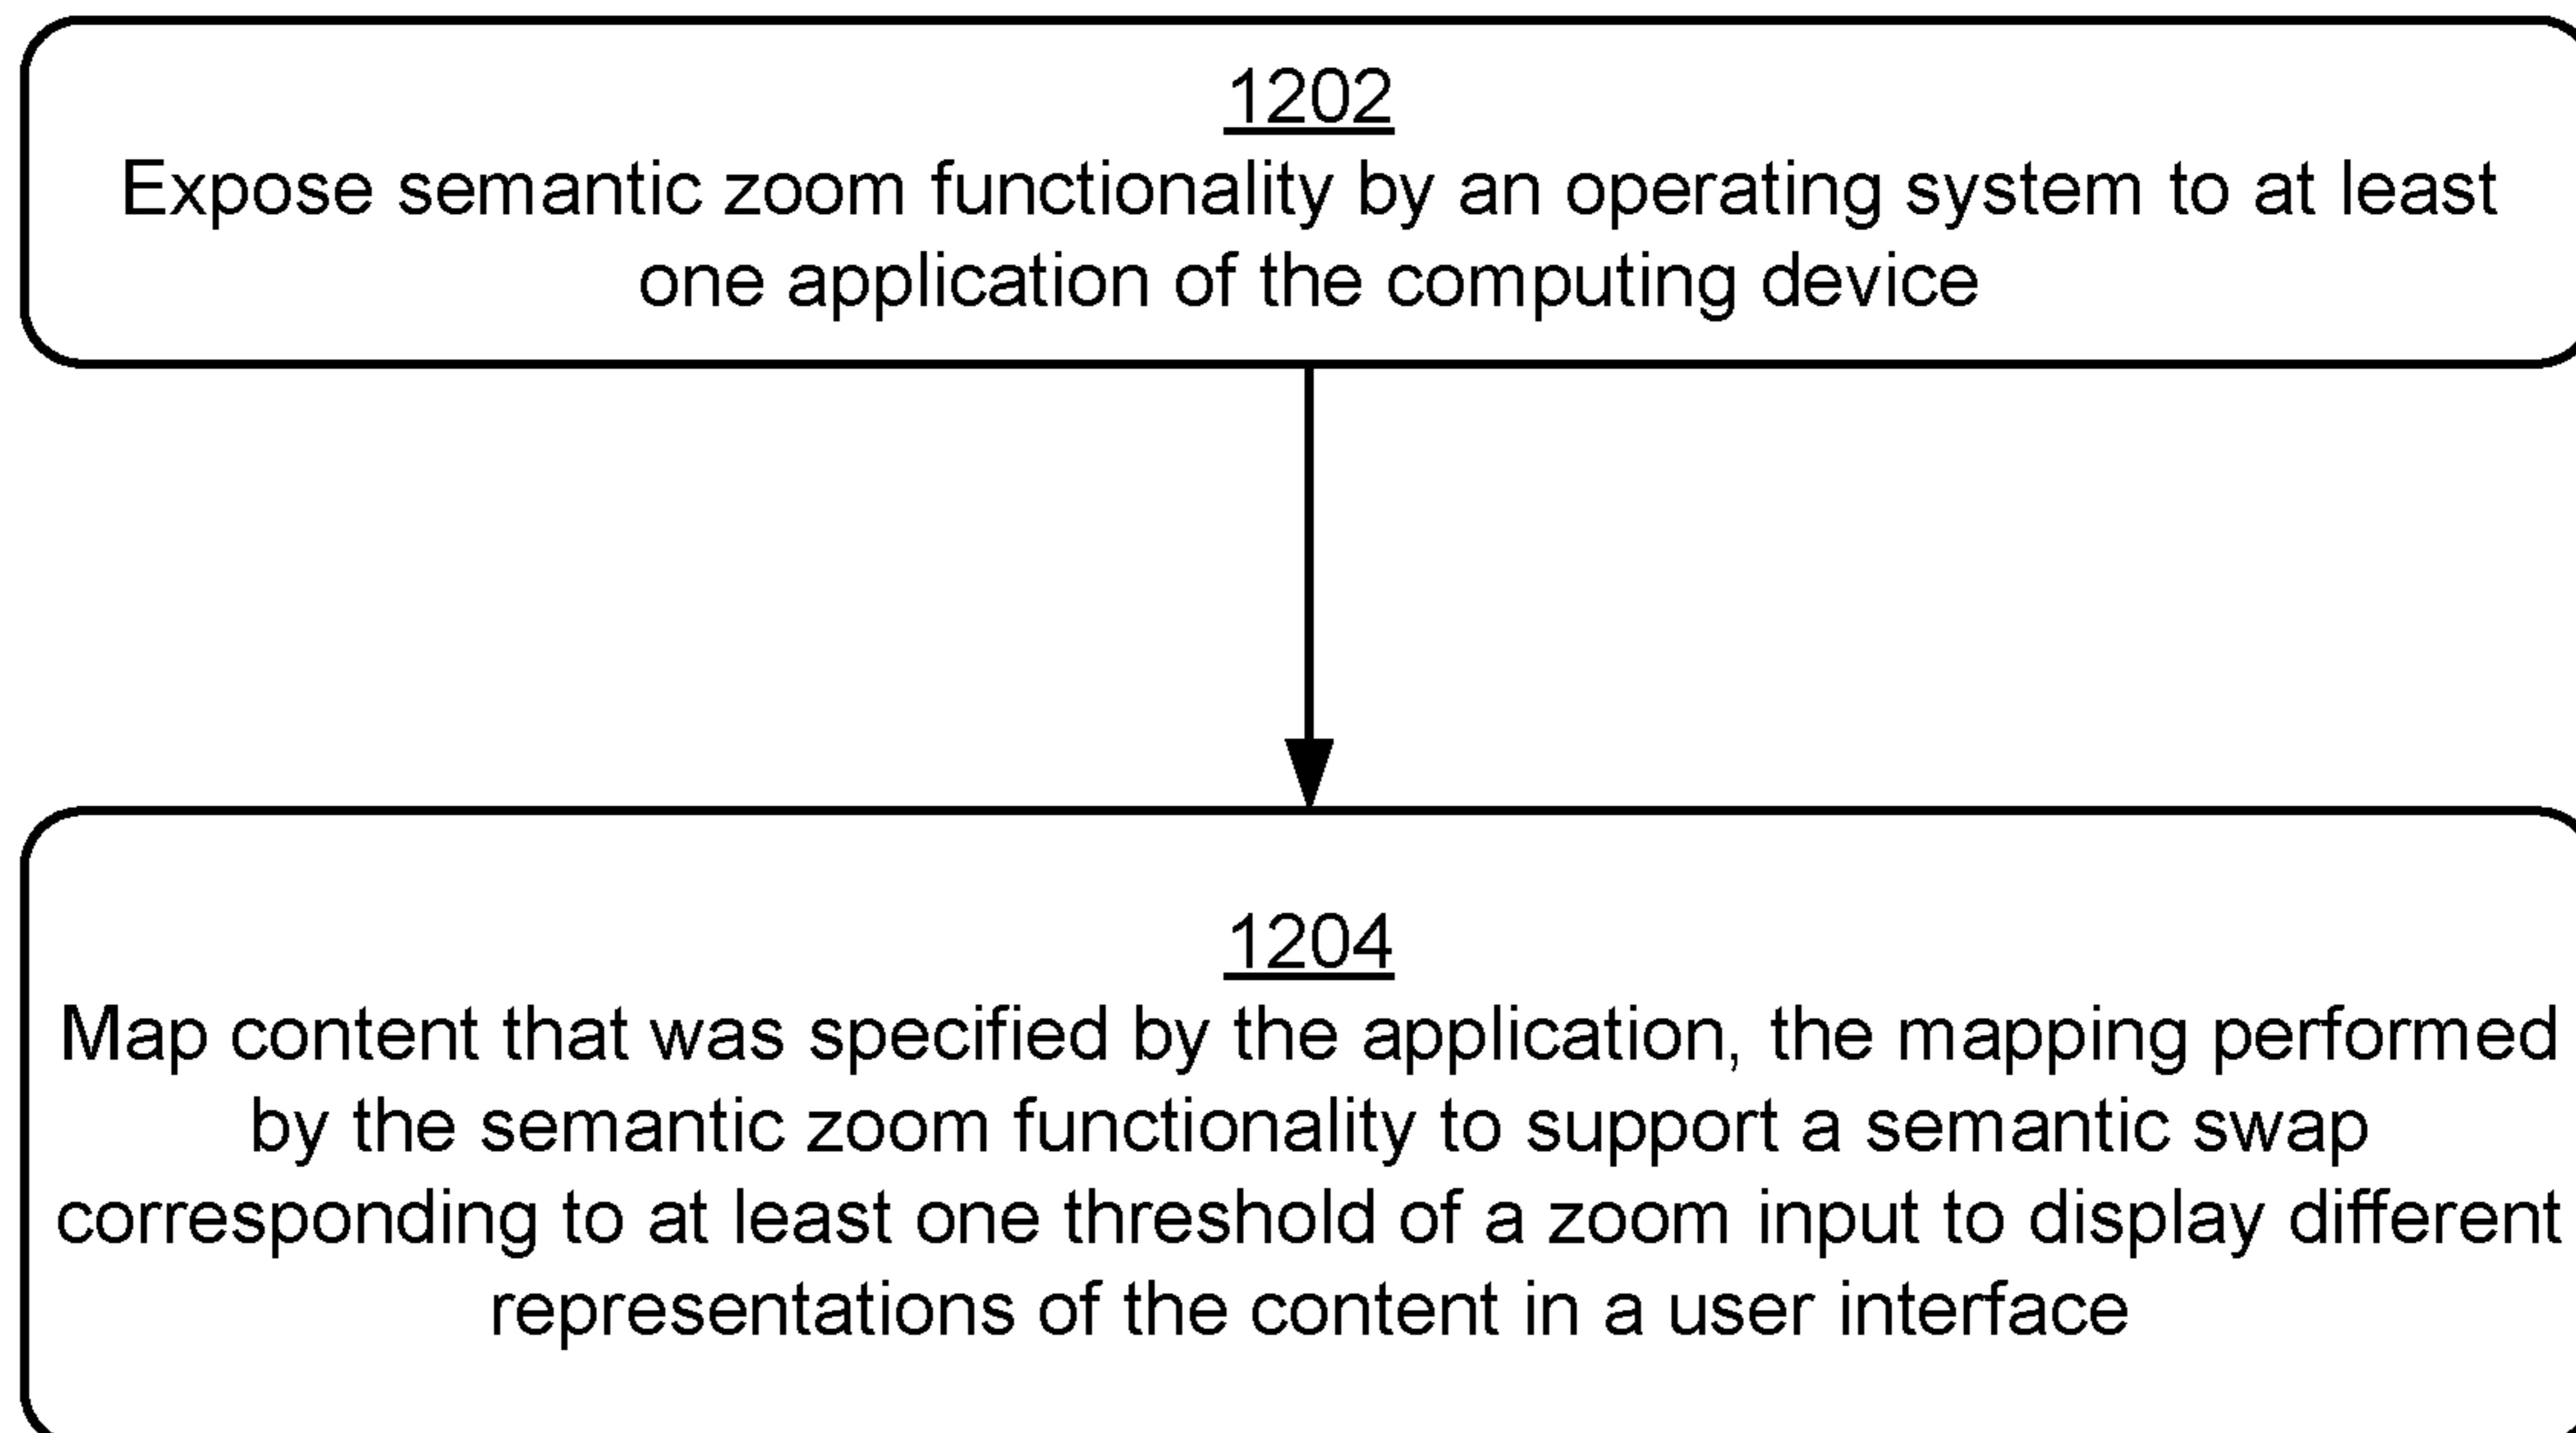 1202
Expose semantic zoom functionality by an operating system to at least
one application of the computing device
1204
Map content that was specified by the application, the mapping performed
by the semantic zoom functionality to support a semantic swap
corresponding to at least one threshold of a zoom input to display different
representations of the content in a user interface